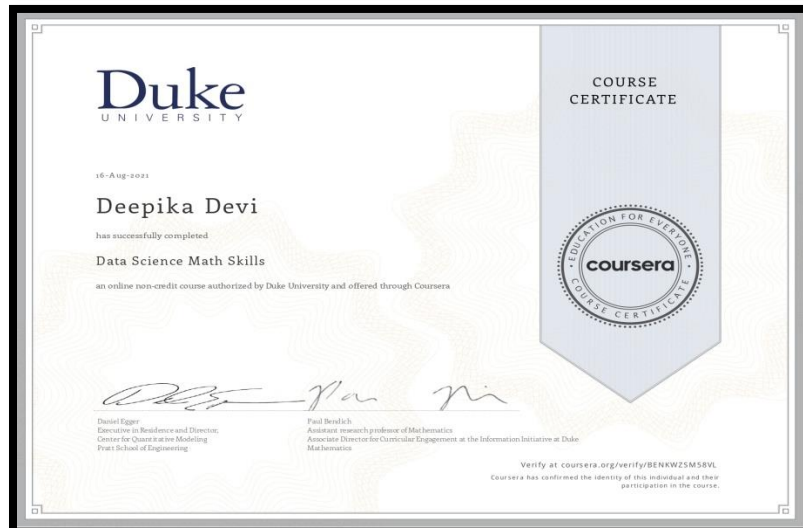 Duke
UNIVERSITY
COURSE
CERTIFICATE
16-Aug-2021
Deepika Devi
has successfully completed
Data Science Math Skills
an online non-credit course authorized by Duke University and offered through Coursera
EDUCATION FOR EVERYONE
coursera
COURSE CERTIFICATE
Daniel Egger
Executive in Residence and Director,
Center for Quantitative Modeling
Pratt School of Engineering
Paul Bendich
Assistant research professor of Mathematics
Associate Director for Curricular Engagement at the Information Initiative at Duke
Mathematics
Verify at coursera.org/verify/BENKWZSM58VL
Coursera has confirmed the identity of this individual and their
participation in the course.